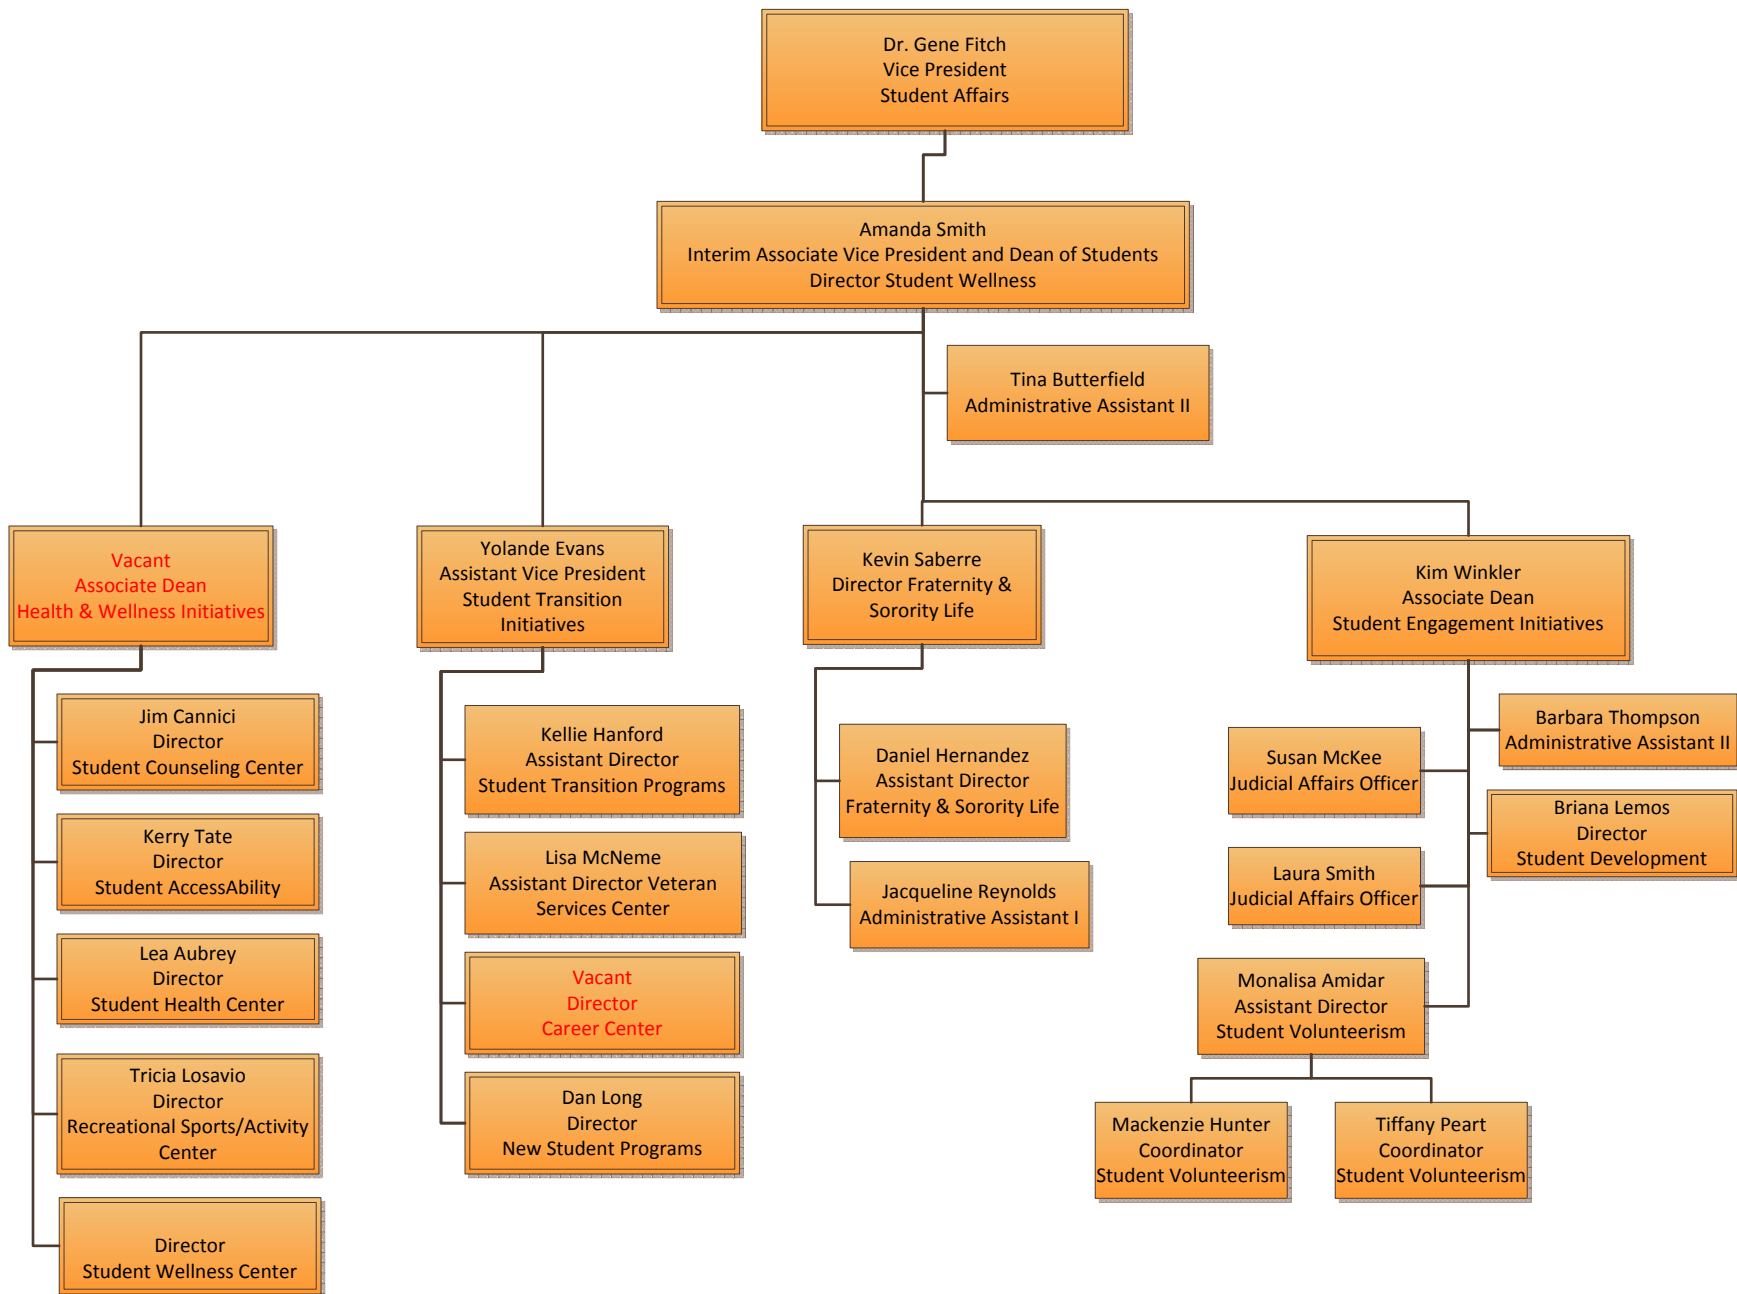 Dr. Gene Fitch
Vice President
Student Affairs
Amanda Smith
Interim Associate Vice President and Dean of Students
Director Student Wellness
Tina Butterfield
Administrative Assistant II
Vacant
Associate Dean
Health & Wellness Initiatives
Jim Cannici
Director
Student Counseling Center
Kerry Tate
Director
Student AccessAbility
Lea Aubrey
Director
Student Health Center
Tricia Losavio
Director
Recreational Sports/Activity
Center
Director
Student Wellness Center
Yolande Evans
Assistant Vice President
Student Transition
Initiatives
Kellie Hanford
Assistant Director
Student Transition Programs
Lisa McNeme
Assistant Director Veteran
Services Center
Vacant
Director
Career Center
Dan Long
Director
New Student Programs
Kevin Saberre
Director Fraternity &
Sorority Life
Daniel Hernandez
Assistant Director
Fraternity & Sorority Life
Jacqueline Reynolds
Administrative Assistant I
Kim Winkler
Associate Dean
Student Engagement Initiatives
Barbara Thompson
Administrative Assistant II
Susan McKee
Judicial Affairs Officer
Briana Lemos
Director
Student Development
Laura Smith
Judicial Affairs Officer
Monalisa Amidar
Assistant Director
Student Volunteerism
Mackenzie Hunter
Coordinator
Student Volunteerism
Tiffany Peart
Coordinator
Student Volunteerism